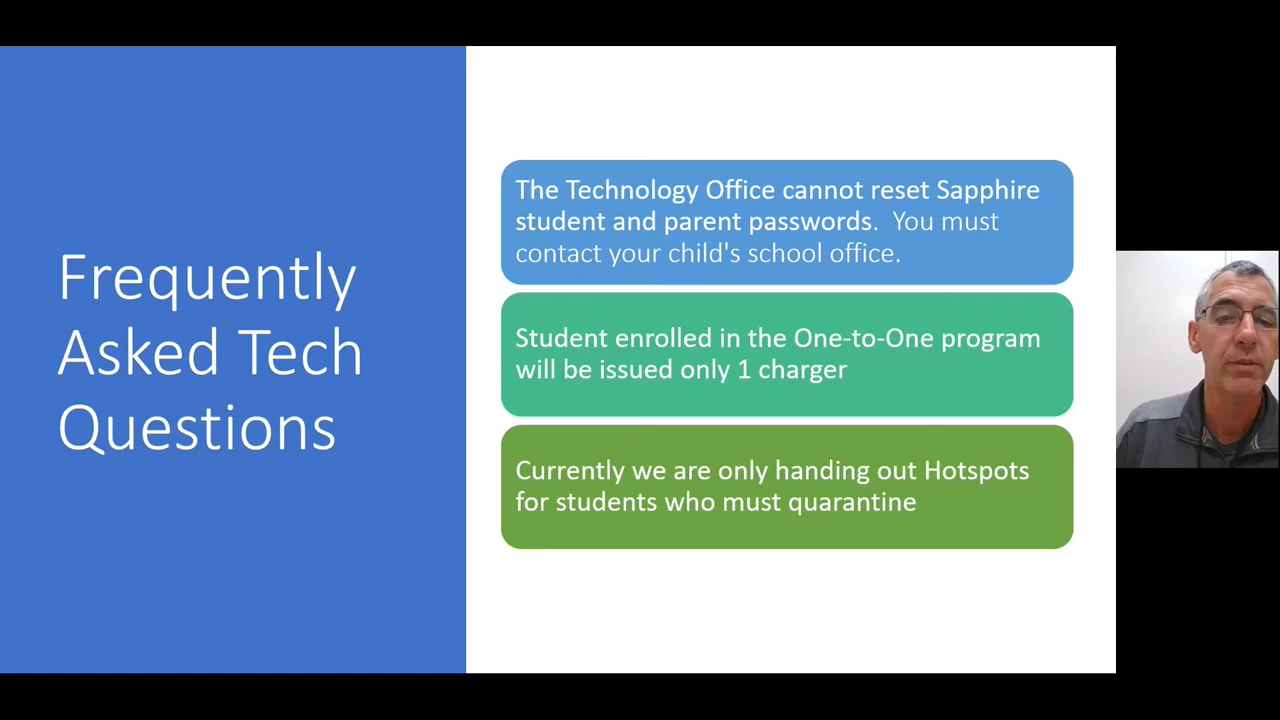 Frequently
Asked Tech
Questions
The Technology Office cannot reset Sapphire
student and parent passwords.  You must
contact your child's school office.
Student enrolled in the One-to-One program
will be issued only 1 charger
Currently we are only handing out Hotspots
for students who must quarantine